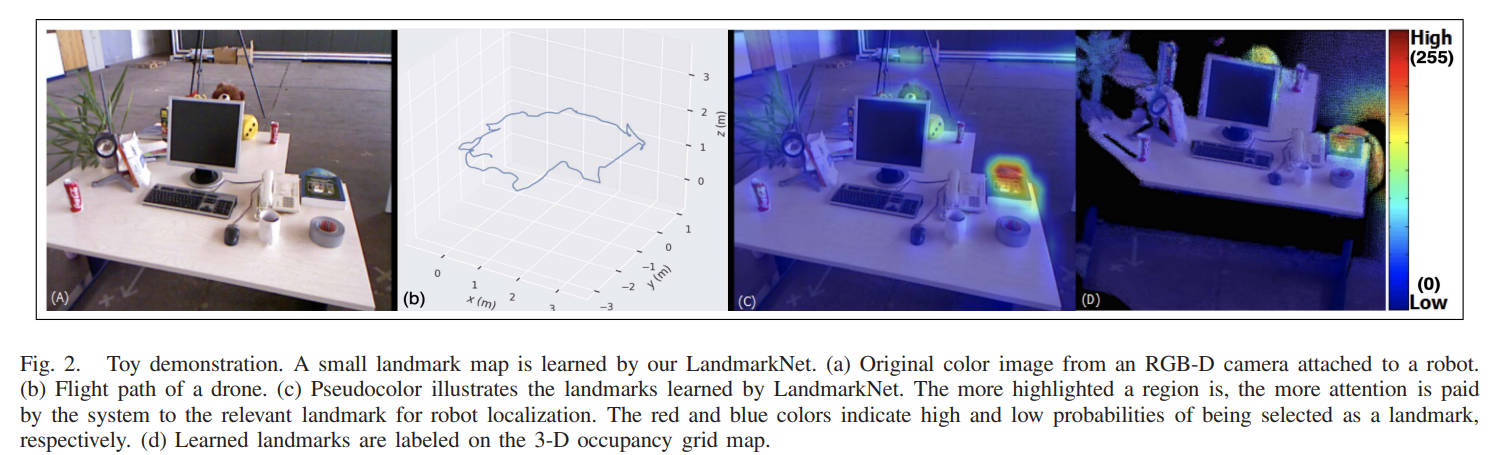 High
(255)
3
2
z (m)
1
0
1
0
0
−1
y (m)
1
−2
x (m)
2
3
−3
(0)
Low
(A)
(b)
(C)
(D)
Fig. 2. Toy demonstration. A small landmark map is learned by our LandmarkNet. (a) Original color image from an RGB-D camera attached to a robot.
(b) Flight path of a drone. (c) Pseudocolor illustrates the landmarks learned by LandmarkNet. The more highlighted a region is, the more attention is paid
by the system to the relevant landmark for robot localization. The red and blue colors indicate high and low probabilities of being selected as a landmark,
respectively. (d) Learned landmarks are labeled on the 3-D occupancy grid map.